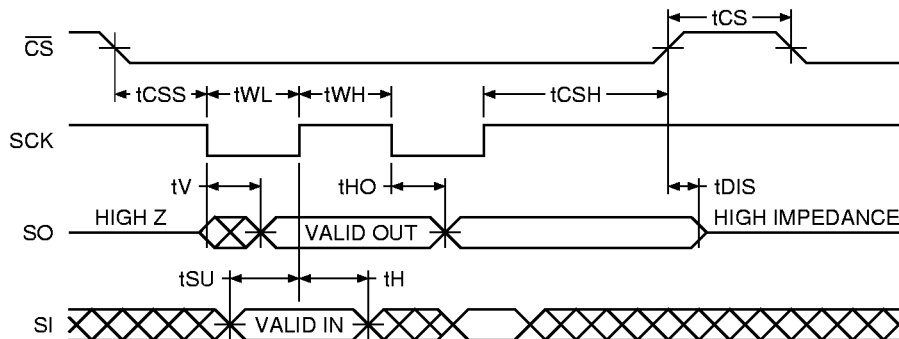 tCS
CS
tCSS tWL tWH tCSH
SCK
tV tHO tDIS
HIGH Z VALID OUT HIGH IMPEDANCE
SO
tSU tH
SI VALID IN